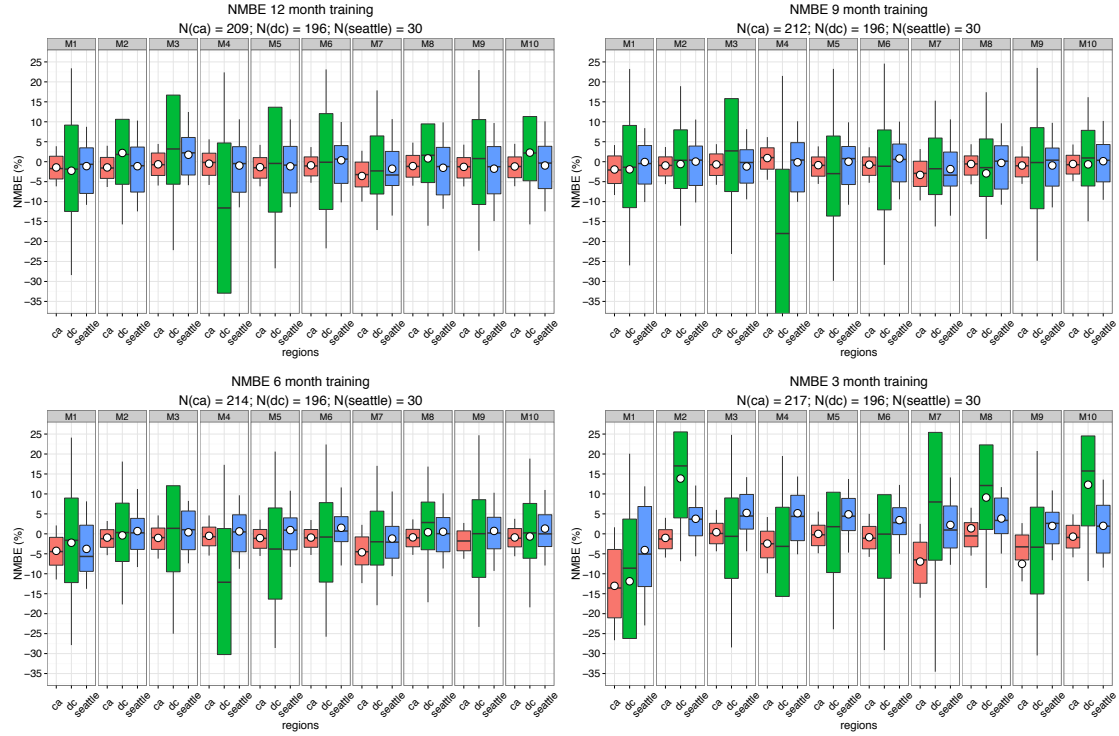 NMBE 12 month training
N(ca) = 209; N(dc) = 196; N(seattle) = 30
M1 M2 M3 M4 M5 M6 M7 M8 M9 M10
25
20
15
10
5
0
−5
−10
−15
−20
−25
−30
−35
NMBE (%)
ca dc seattle ca dc seattle ca dc seattle ca dc seattle ca dc seattle ca dc seattle ca dc seattle ca dc seattle ca dc seattle ca dc seattle
regions
NMBE 9 month training
N(ca) = 212; N(dc) = 196; N(seattle) = 30
M1 M2 M3 M4 M5 M6 M7 M8 M9 M10
25
20
15
10
5
0
−5
−10
−15
−20
−25
−30
−35
NMBE (%)
ca dc seattle ca dc seattle ca dc seattle ca dc seattle ca dc seattle ca dc seattle ca dc seattle ca dc seattle ca dc seattle ca dc seattle
regions
NMBE 6 month training
N(ca) = 214; N(dc) = 196; N(seattle) = 30
M1 M2 M3 M4 M5 M6 M7 M8 M9 M10
25
20
15
10
5
0
−5
−10
−15
−20
−25
−30
−35
NMBE (%)
ca dc seattle ca dc seattle ca dc seattle ca dc seattle ca dc seattle ca dc seattle ca dc seattle ca dc seattle ca dc seattle ca dc seattle
regions
NMBE 3 month training
N(ca) = 217; N(dc) = 196; N(seattle) = 30
M1 M2 M3 M4 M5 M6 M7 M8 M9 M10
25
20
15
10
5
0
−5
−10
−15
−20
−25
−30
−35
NMBE (%)
ca dc seattle ca dc seattle ca dc seattle ca dc seattle ca dc seattle ca dc seattle ca dc seattle ca dc seattle ca dc seattle ca dc seattle
regions